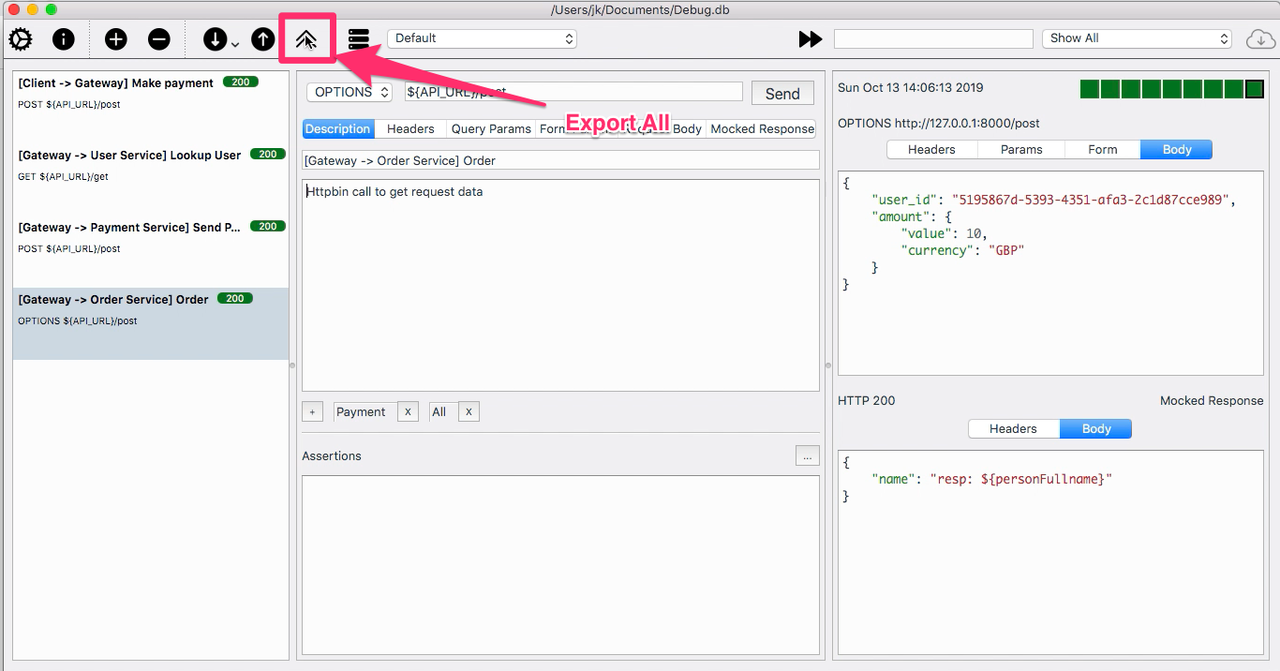 /Users/jk/Documents/Debug.db
Default
Show All
[Client -> Gateway] Make payment 200
POST ${API_URL}/post
[Gateway -> User Service] Lookup User 200
GET ${API_URL}/get
[Gateway -> Payment Service] Send P... 200
POST ${API_URL}/post
[Gateway -> Order Service] Order 200
OPTIONS ${API_URL}/post
OPTIONS ${API_URL}/post Send
Export All
Description Headers Query Params Body Mocked Response
[Gateway -> Order Service] Order
Httpbin call to get request data
+ Payment x All x
Assertions ...
Sun Oct 13 14:06:13 2019
OPTIONS http://127.0.0.1:8000/post
Headers Params Form Body
{
"user_id": "5195867d-5393-4351-afa3-2c1d87cce989",
"amount": {
"value": 10,
"currency": "GBP"
}
}
HTTP 200 Mocked Response
Headers Body
{
"name": "resp: ${personFullname}"
}